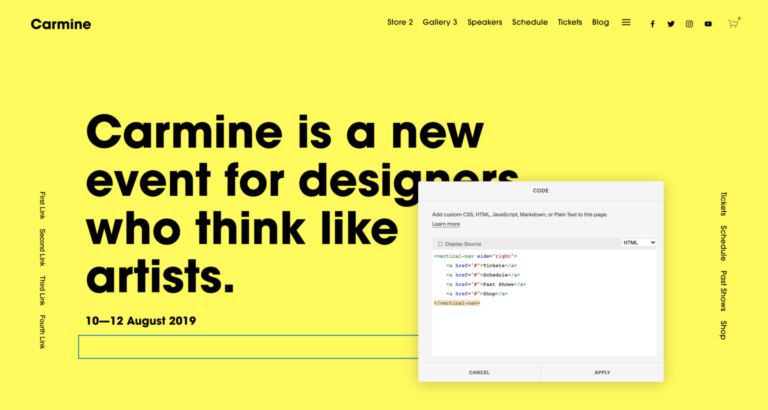 Carmine
Store 2 Gallery 3 Speakers Schedule Tickets Blog
0
Carmine is a new
event for designers
who think like
artists.
10—12 August 2019
First Link
Second Link
Third Link
Fourth Link
CODE
Add custom CSS, HTML, JavaScript, Markdown, or Plain Text to this page.
Learn more
Display Source
HTML
<vertical-nav side="right">
<a href="#">Tickets</a>
<a href="#">Schedule</a>
<a href="#">Past Shows</a>
<a href="#">Shop</a>
</vertical-nav>
CANCEL APPLY
Tickets
Schedule
Past Shows
Shop